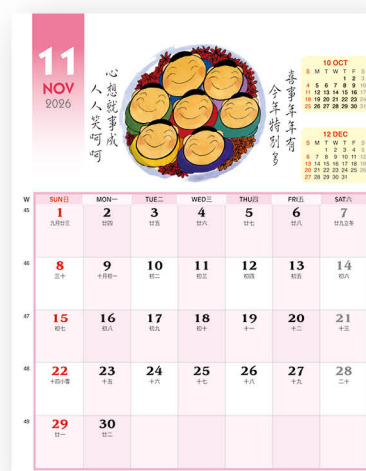 11
NOV
2026
心想就事成
人人笑呵呵
喜事年年有
今年特別多
10 OCT
S M T W T F S
1 2 3
4 5 6 7 8 9 10
11 12 13 14 15 16 17
18 19 20 21 22 23 24
25 26 27 28 29 30 31
12 DEC
S M T W T F S
1 2 3 4 5
6 7 8 9 10 11 12
13 14 15 16 17 18 19
20 21 22 23 24 25 26
27 28 29 30 31
W SUN日 MON一 TUE二 WED三 THU四 FRI五 SAT六
45 1 2 3 4 5 6 7
九月廿三 廿四 廿五 廿六 廿七 廿八 廿九立冬
46 8 9 10 11 12 13 14
三十 十月初一 初二 初三 初四 初五 初六
47 15 16 17 18 19 20 21
初七 初八 初九 初十 十一 十二 十三
48 22 23 24 25 26 27 28
十四小雪 十五 十六 十七 十八 十九 二十
49 29 30
廿一 廿二